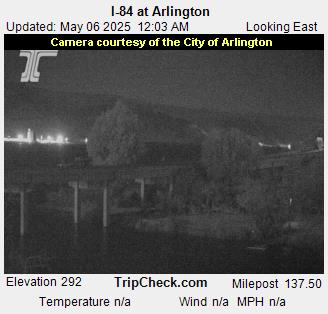 I-84 at Arlington
Updated: May 06 2025 12:03 AM Looking East
Camera courtesy of the City of Arlington
Elevation 292 TripCheck.com Milepost 137.50
Temperature n/a Wind n/a MPH n/a